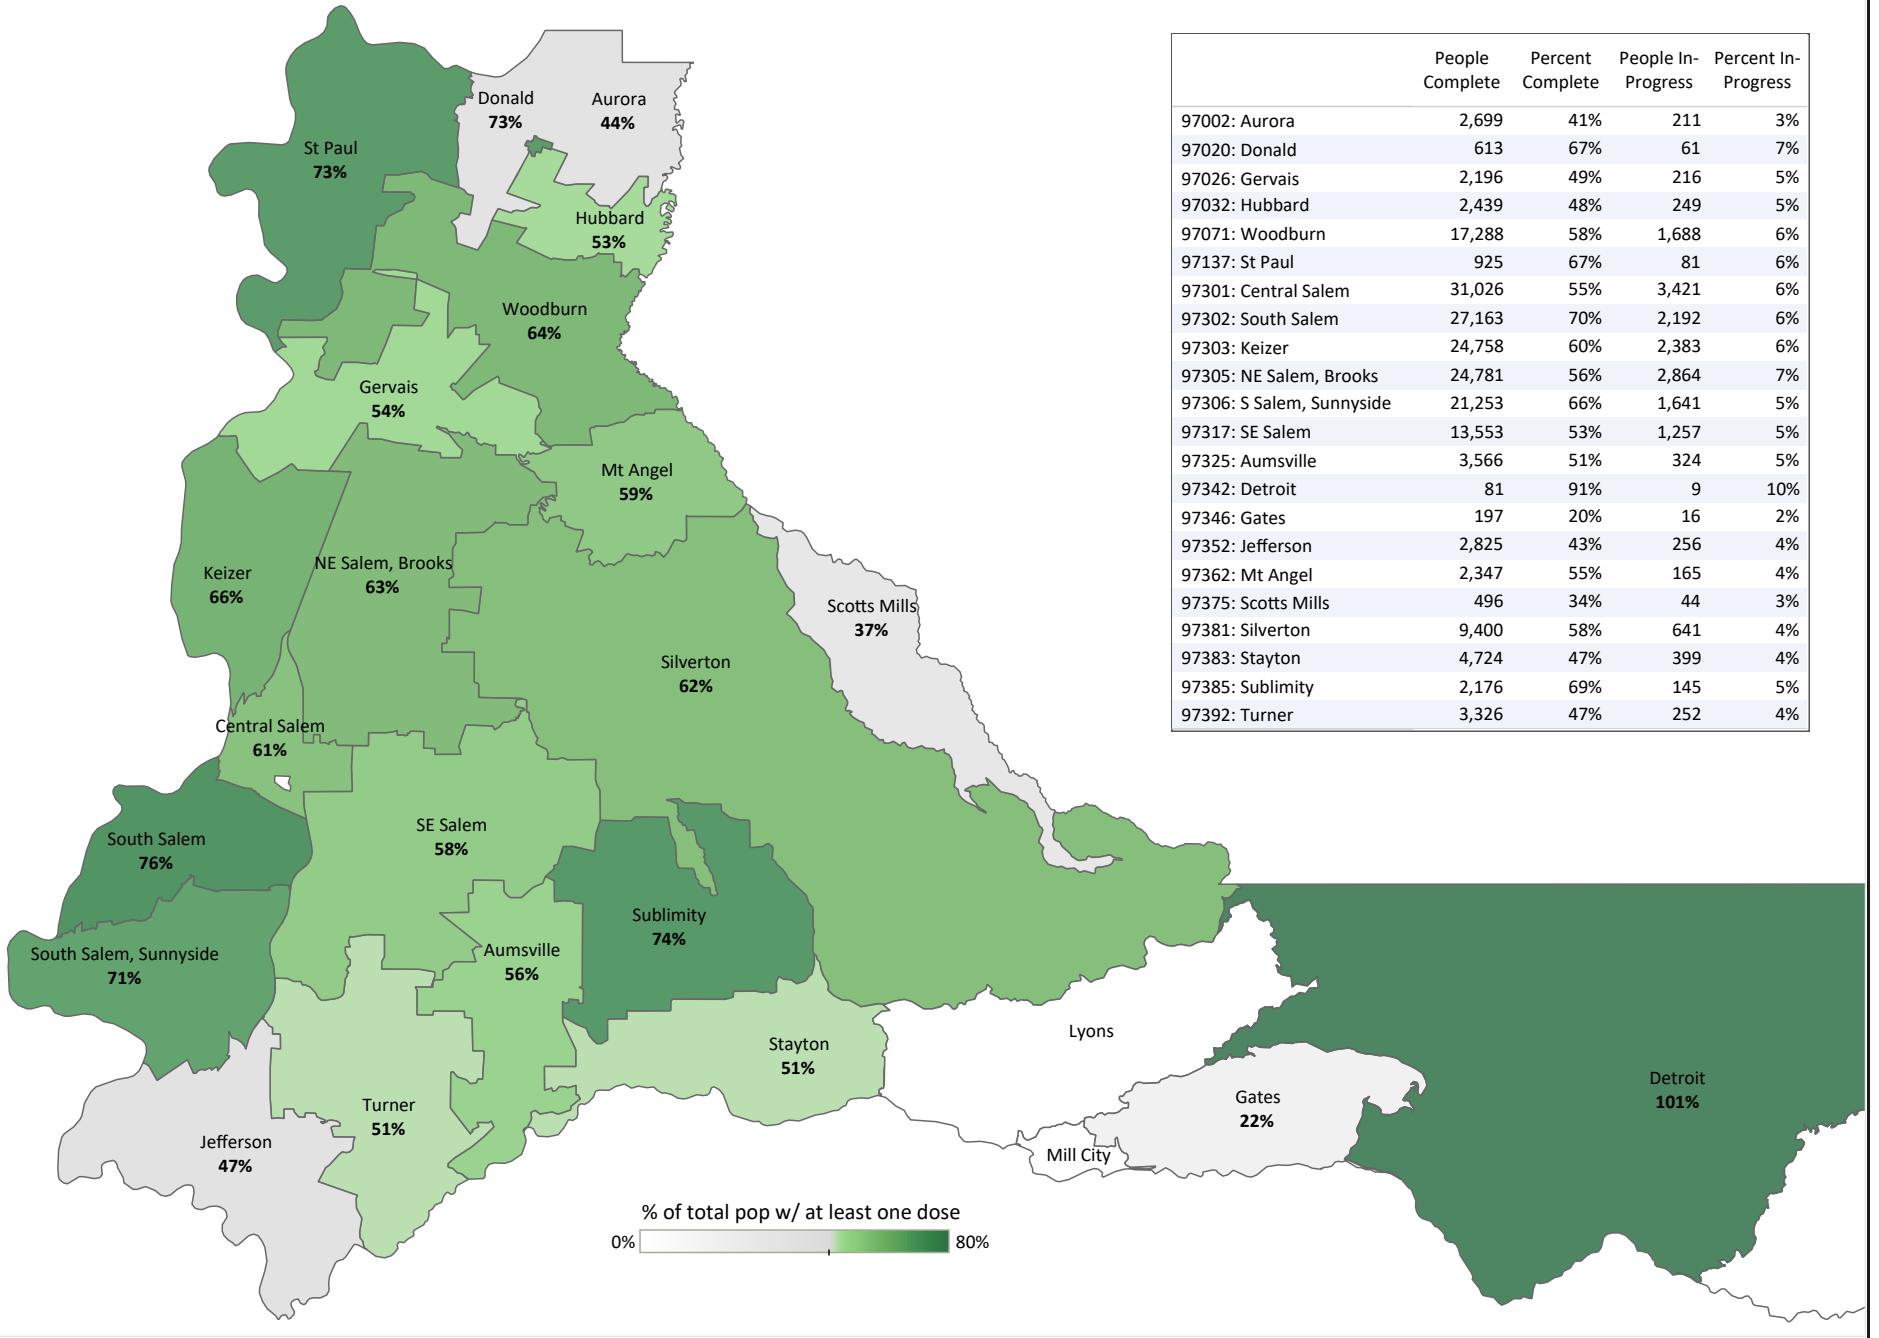 People Percent People In- Percent In-
Complete Complete Progress Progress
97002: Aurora 2,699 41% 211 3%
97020: Donald 613 67% 61 7%
97026: Gervais 2,196 49% 216 5%
97032: Hubbard 2,439 48% 249 5%
97071: Woodburn 17,288 58% 1,688 6%
97137: St Paul 925 67% 81 6%
97301: Central Salem 31,026 55% 3,421 6%
97302: South Salem 27,163 70% 2,192 6%
97303: Keizer 24,758 60% 2,383 6%
97305: NE Salem, Brooks 24,781 56% 2,864 7%
97306: S Salem, Sunnyside 21,253 66% 1,641 5%
97317: SE Salem 13,553 53% 1,257 5%
97325: Aumsville 3,566 51% 324 5%
97342: Detroit 81 91% 9 10%
97346: Gates 197 20% 16 2%
97352: Jefferson 2,825 43% 256 4%
97362: Mt Angel 2,347 55% 165 4%
97375: Scotts Mills 496 34% 44 3%
97381: Silverton 9,400 58% 641 4%
97383: Stayton 4,724 47% 399 4%
97385: Sublimity 2,176 69% 145 5%
97392: Turner 3,326 47% 252 4%
Donald
73%
Aurora
44%
St Paul
73%
Hubbard
53%
Woodburn
64%
Gervais
54%
Mt Angel
59%
Keizer
66%
NE Salem, Brooks
63%
Scotts Mills
37%
Silverton
62%
Central Salem
61%
South Salem
76%
SE Salem
58%
Sublimity
74%
South Salem, Sunnyside
71%
Aumsville
56%
Stayton
51%
Lyons
Detroit
101%
Gates
22%
Turner
51%
Jefferson
47%
Mill City
% of total pop w/ at least one dose
0% 80%